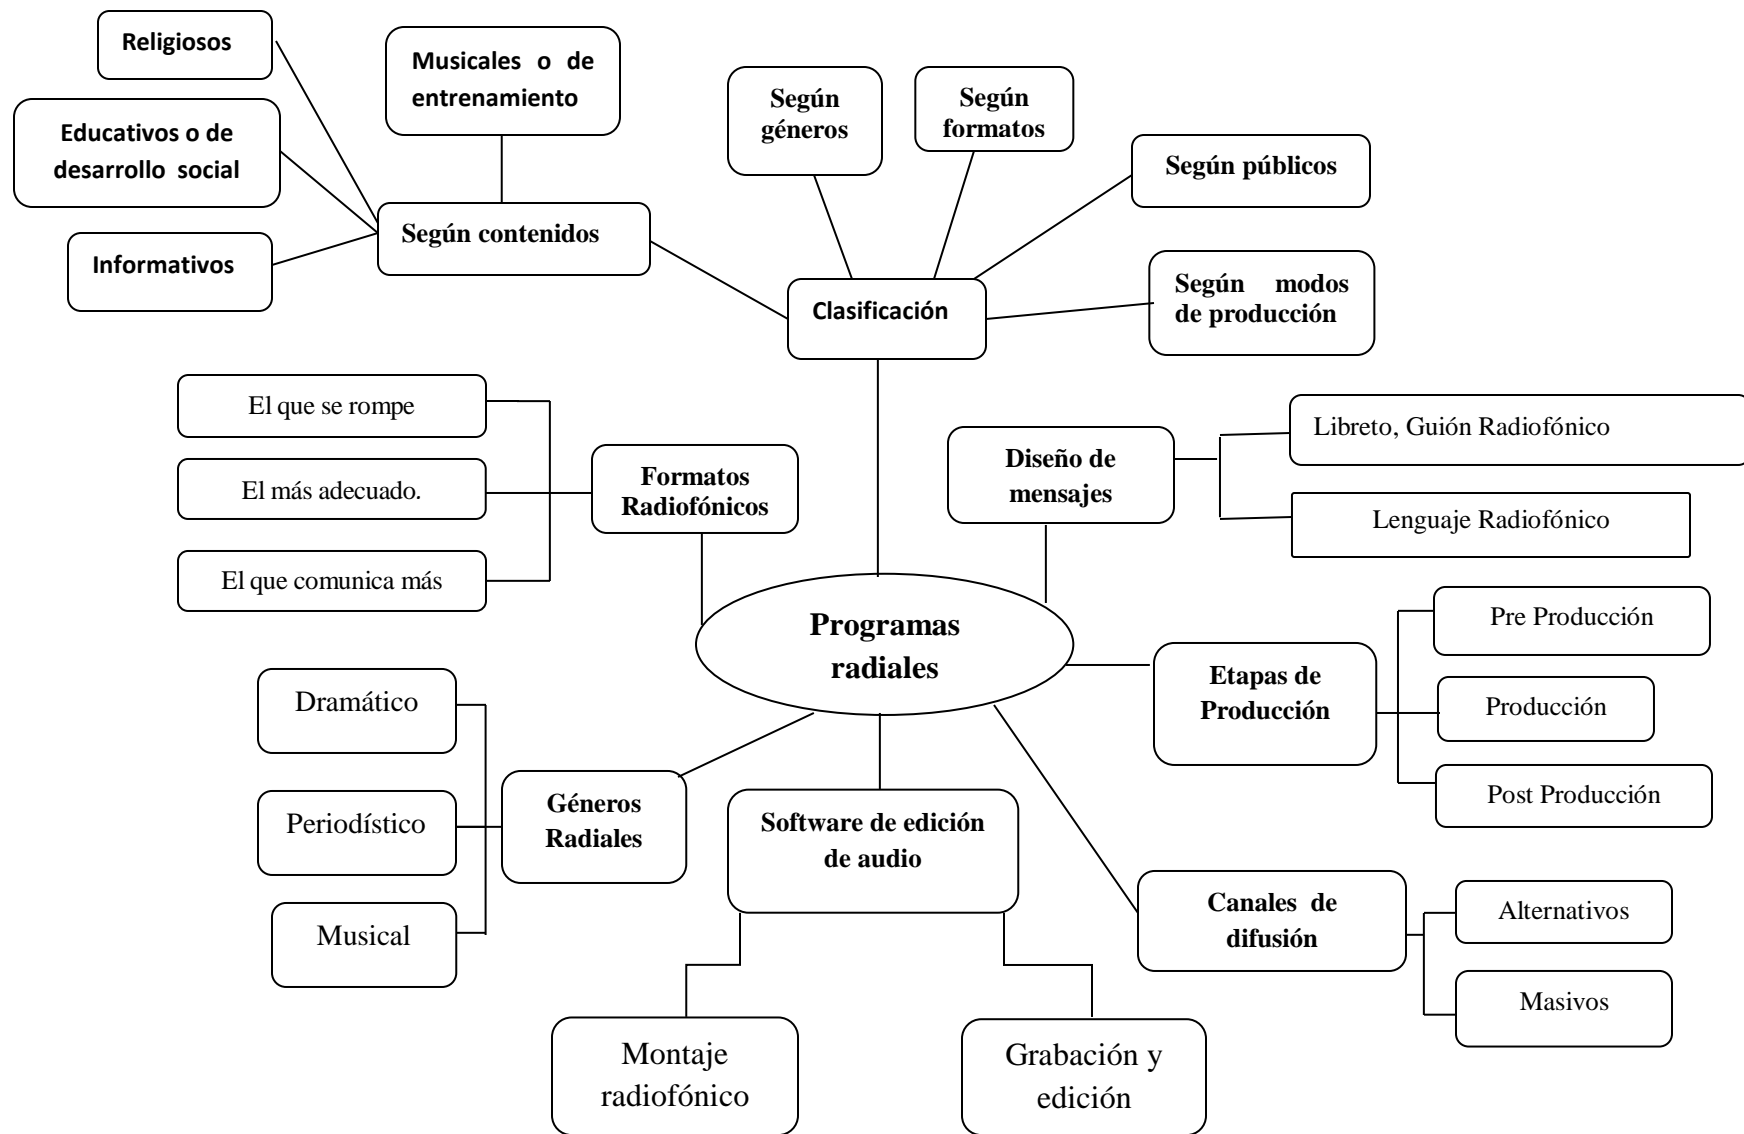 Religiosos
Musicales o de
entrenamiento
Según
géneros
Según
formatos
Educativos o de
desarrollo social
Según públicos
Según contenidos
Informativos
Clasificación
Según modos
de producción
El que se rompe
El más adecuado.
El que comunica más
Formatos
Radiofónicos
Diseño de
mensajes
Libreto, Guión Radiofónico
Lenguaje Radiofónico
Programas
radiales
Etapas de
Producción
Pre Producción
Producción
Post Producción
Dramático
Periodístico
Musical
Géneros
Radiales
Software de edición
de audio
Canales de
difusión
Alternativos
Masivos
Montaje
radiofónico
Grabación y
edición